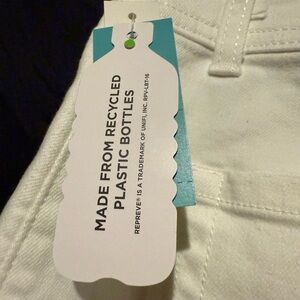 MADE FROM RECYCLED
PLASTIC BOTTLES
REPREVE® IS A TRADEMARK OF UNIFI, INC. RPV-LBT-16